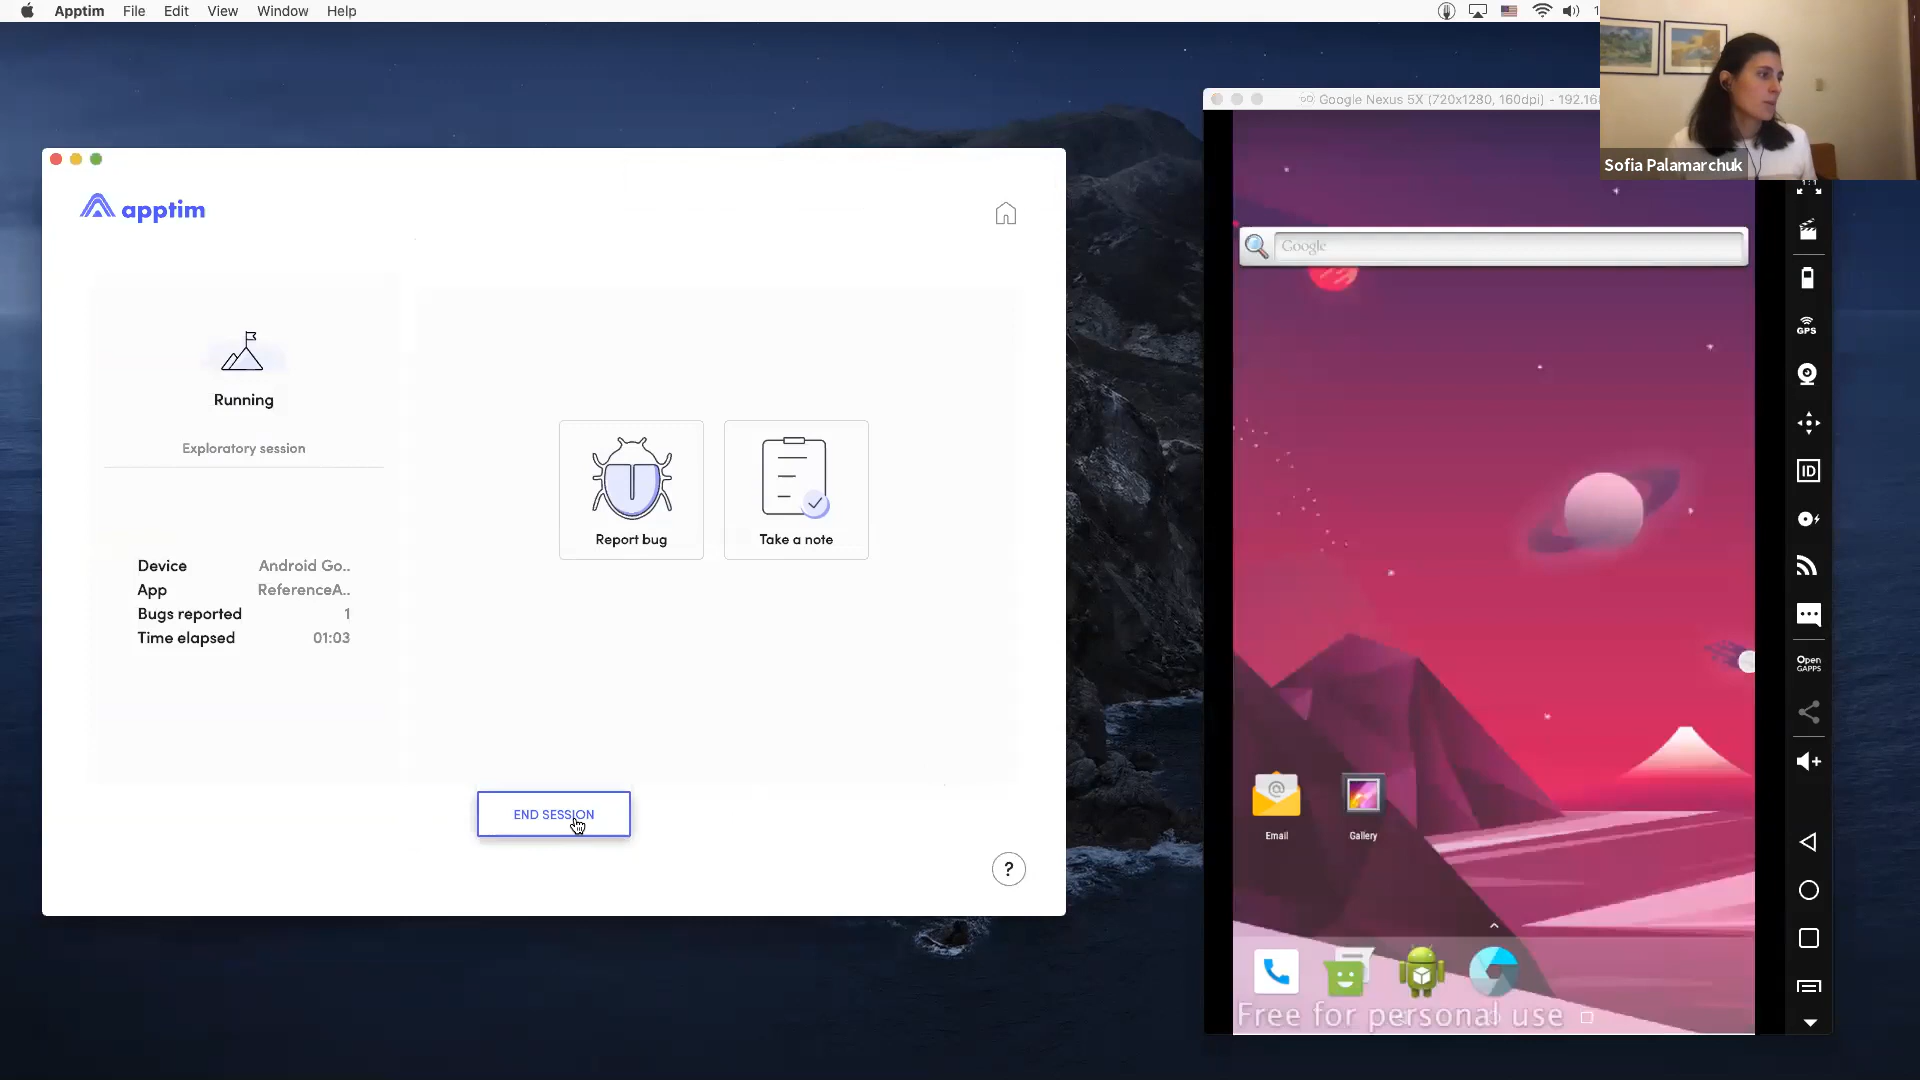 Apptim File Edit View Window Help
Sofia Palamarchuk
Google Nexus 5X (720x1280, 160dpi) - 192.16
apptim
Google
GPS
Running
Exploratory session
ID
Report bug
Take a note
Device Android Go..
App ReferenceA..
Bugs reported 1
Time elapsed 01:03
Open
GAPPS
END SESSION
?
Email
Gallery
Free for personal use